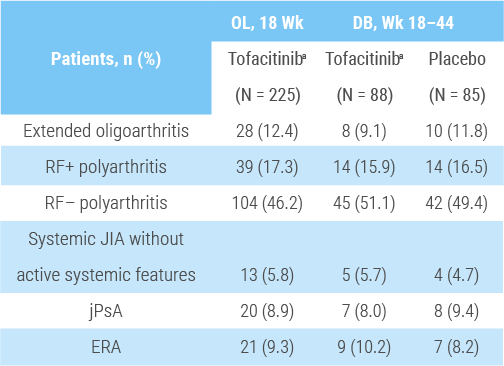 OL, 18 Wk DB, Wk 18–44
Patients, n (%) Tofacitinibᵃ Tofacitinibᵃ Placebo
(N = 225) (N = 88) (N = 85)
Extended oligoarthritis 28 (12.4) 8 (9.1) 10 (11.8)
RF+ polyarthritis 39 (17.3) 14 (15.9) 14 (16.5)
RF– polyarthritis 104 (46.2) 45 (51.1) 42 (49.4)
Systemic JIA without
active systemic features 13 (5.8) 5 (5.7) 4 (4.7)
jPsA 20 (8.9) 7 (8.0) 8 (9.4)
ERA 21 (9.3) 9 (10.2) 7 (8.2)